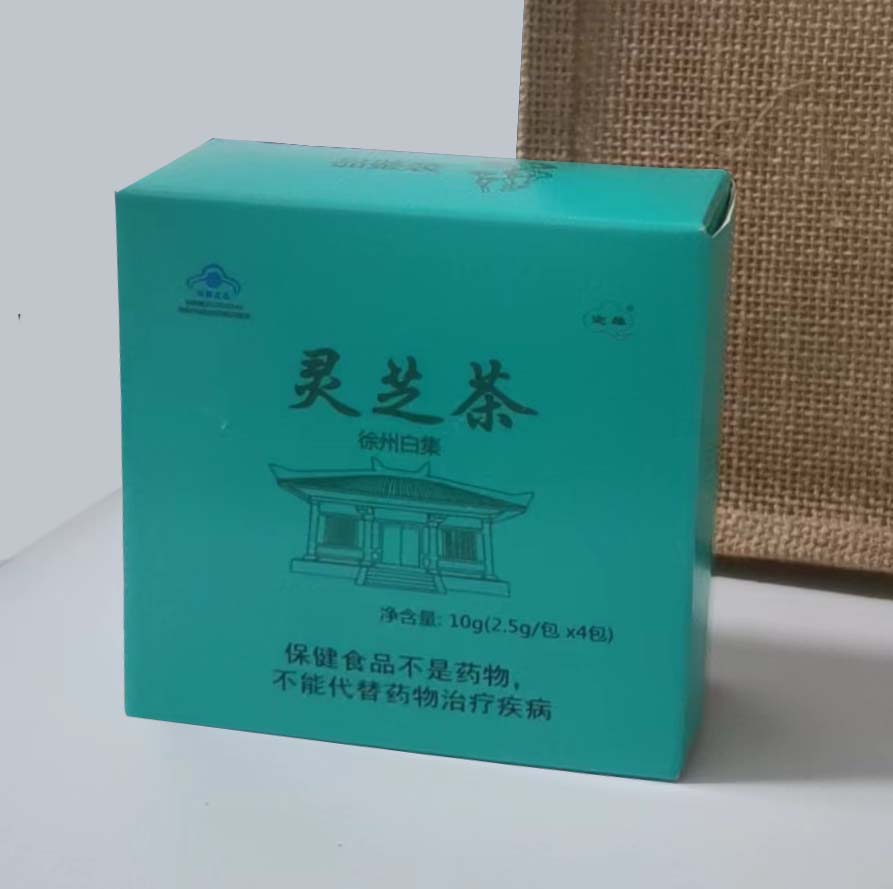 灵芝茶
徐州白集
净含量: 10g(2.5g/包 x4包)
保健食品不是药物,
不能代替药物治疗疾病